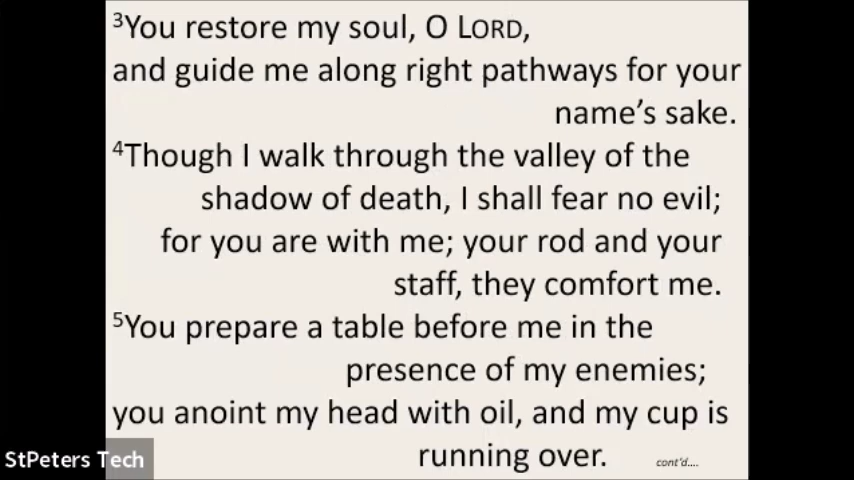 ³You restore my soul, O LORD,
and guide me along right pathways for your
name’s sake.
⁴Though I walk through the valley of the
shadow of death, I shall fear no evil;
for you are with me; your rod and your
staff, they comfort me.
⁵You prepare a table before me in the
presence of my enemies;
you anoint my head with oil, and my cup is
running over.
cont’d....
StPeters Tech